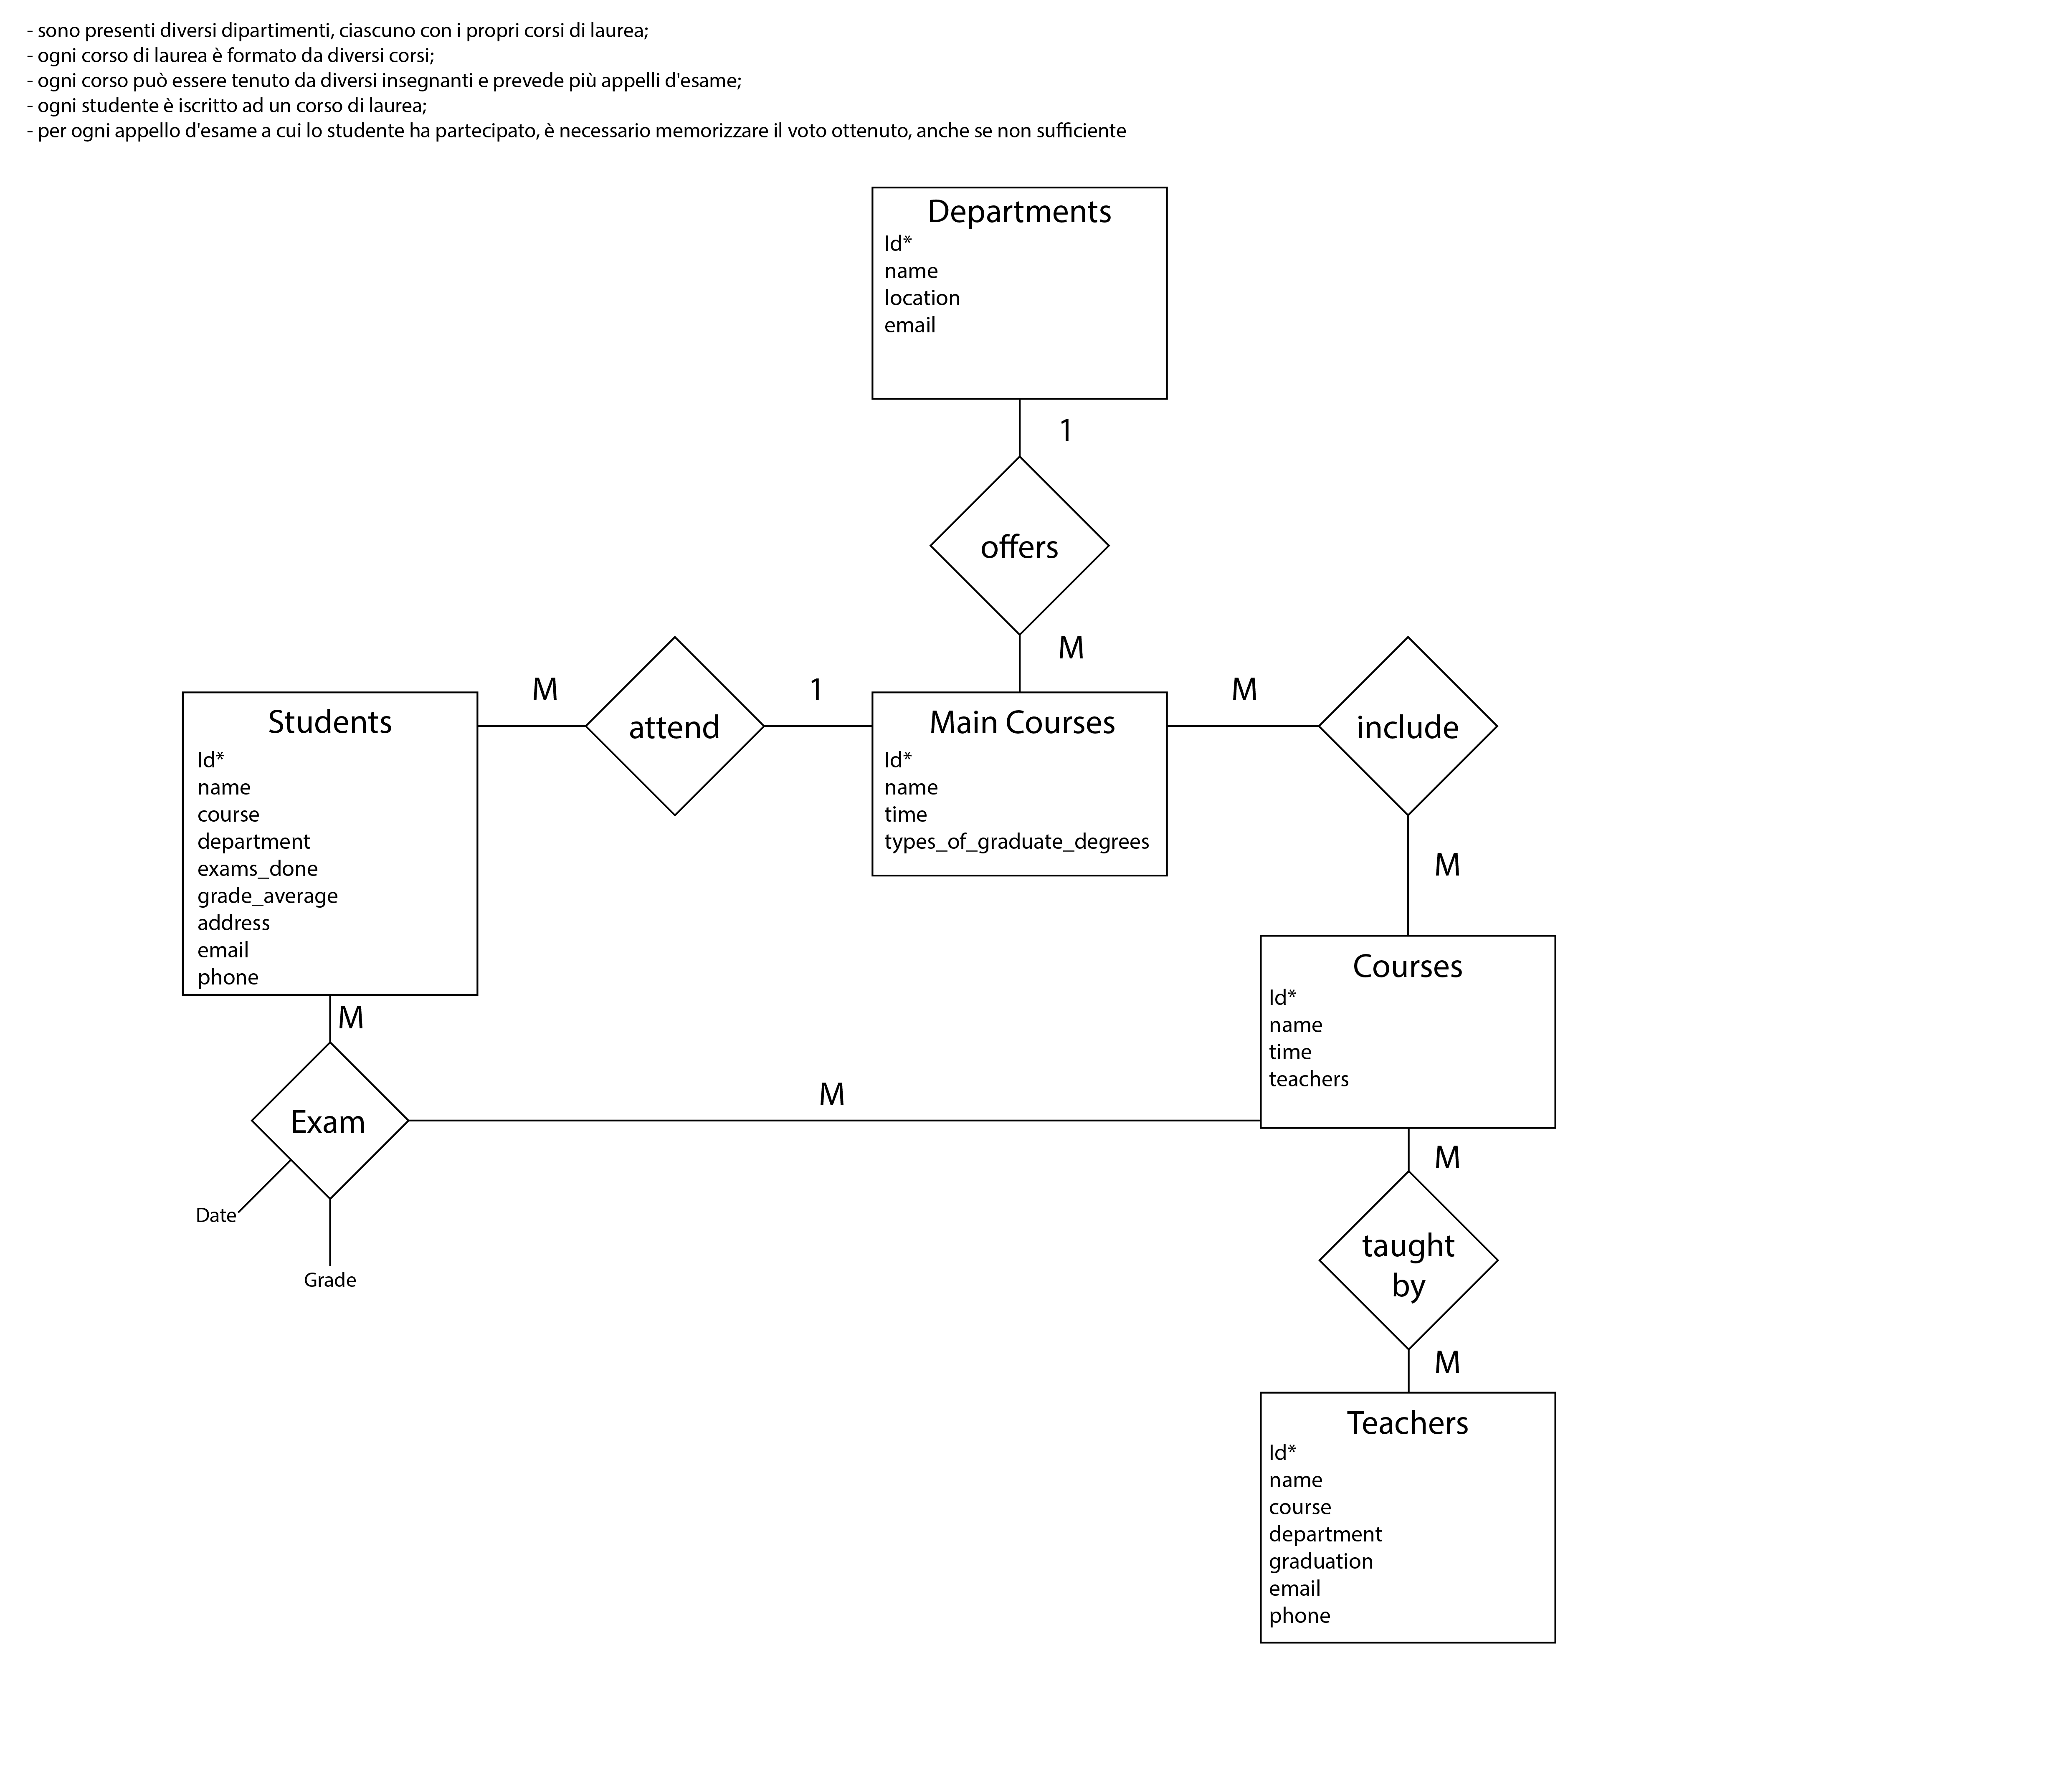 - sono presenti diversi dipartimenti, ciascuno con i propri corsi di laurea;
- ogni corso di laurea è formato da diversi corsi;
- ogni corso può essere tenuto da diversi insegnanti e prevede più appelli d'esame;
- ogni studente è iscritto ad un corso di laurea;
- per ogni appello d'esame a cui lo studente ha partecipato, è necessario memorizzare il voto ottenuto, anche se non sufficiente
Departments
Id*
name
location
email
1
offers
M
Students
Id*
name
course
department
exams_done
grade_average
address
email
phone
M
attend
1
Main Courses
Id*
name
time
types_of_graduate_degrees
M
include
M
Courses
Id*
name
time
teachers
M
Exam
M
Date
Grade
M
taught
by
M
Teachers
Id*
name
course
department
graduation
email
phone